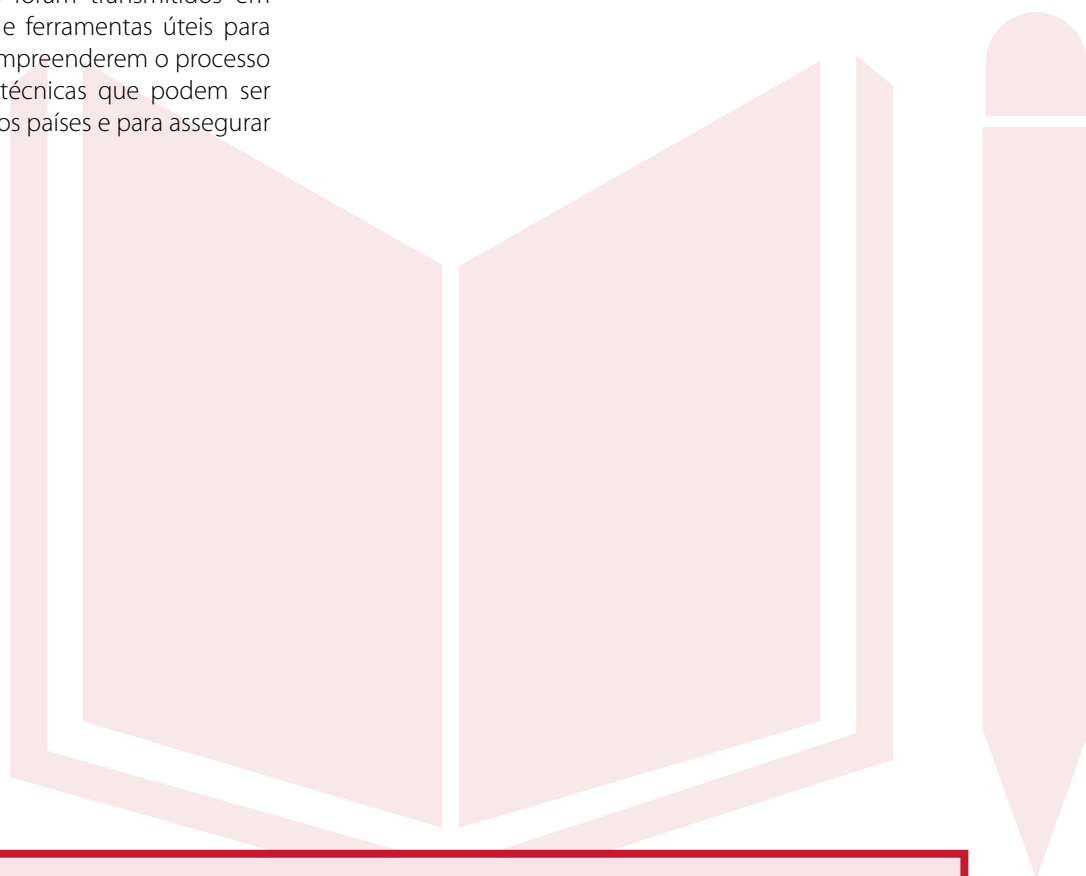 foram transmitidos em
e ferramentas úteis para
mpreenderem o processo
técnicas que podem ser
os países e para assegurar